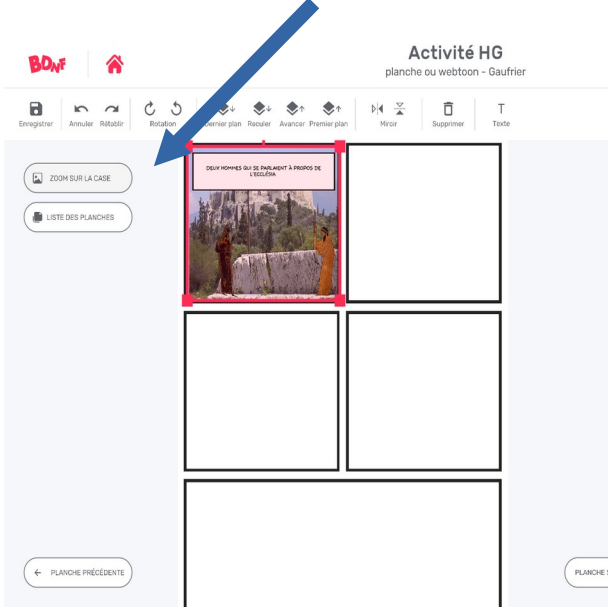 BDnF
Activité HG
planche ou webtoon - Gaufrier
Enregistrer Annuler Rétablir Rotation Dernier plan Reculer Avancer Premier plan Miroir Supprimer Texte
T
ZOOM SUR LA CASE
LISTE DES PLANCHES
DEUX HOMMES QUI SE PARLAIENT À PROPOS DE
L'ECCLÉSIA
PLANCHE PRÉCÉDENTE
PLANCHE